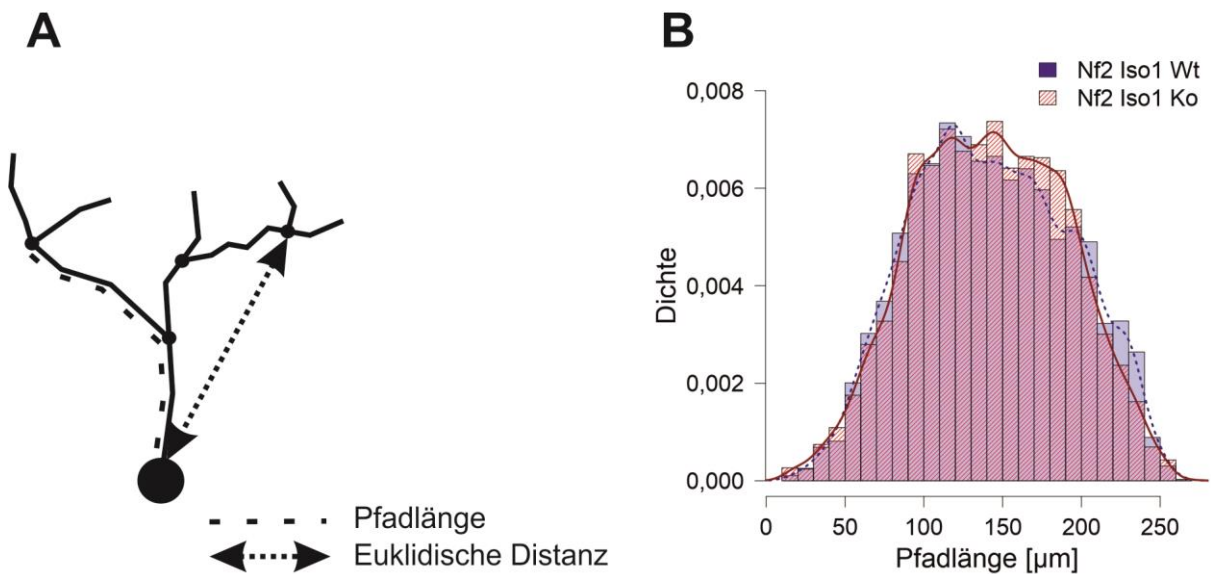 A
Pfadlänge
Euklidische Distanz
B
Nf2 Iso1 Wt
Nf2 Iso1 Ko
Dichte
0,008
0,006
0,004
0,002
0,000
0 50 100 150 200 250
Pfadlänge [µm]